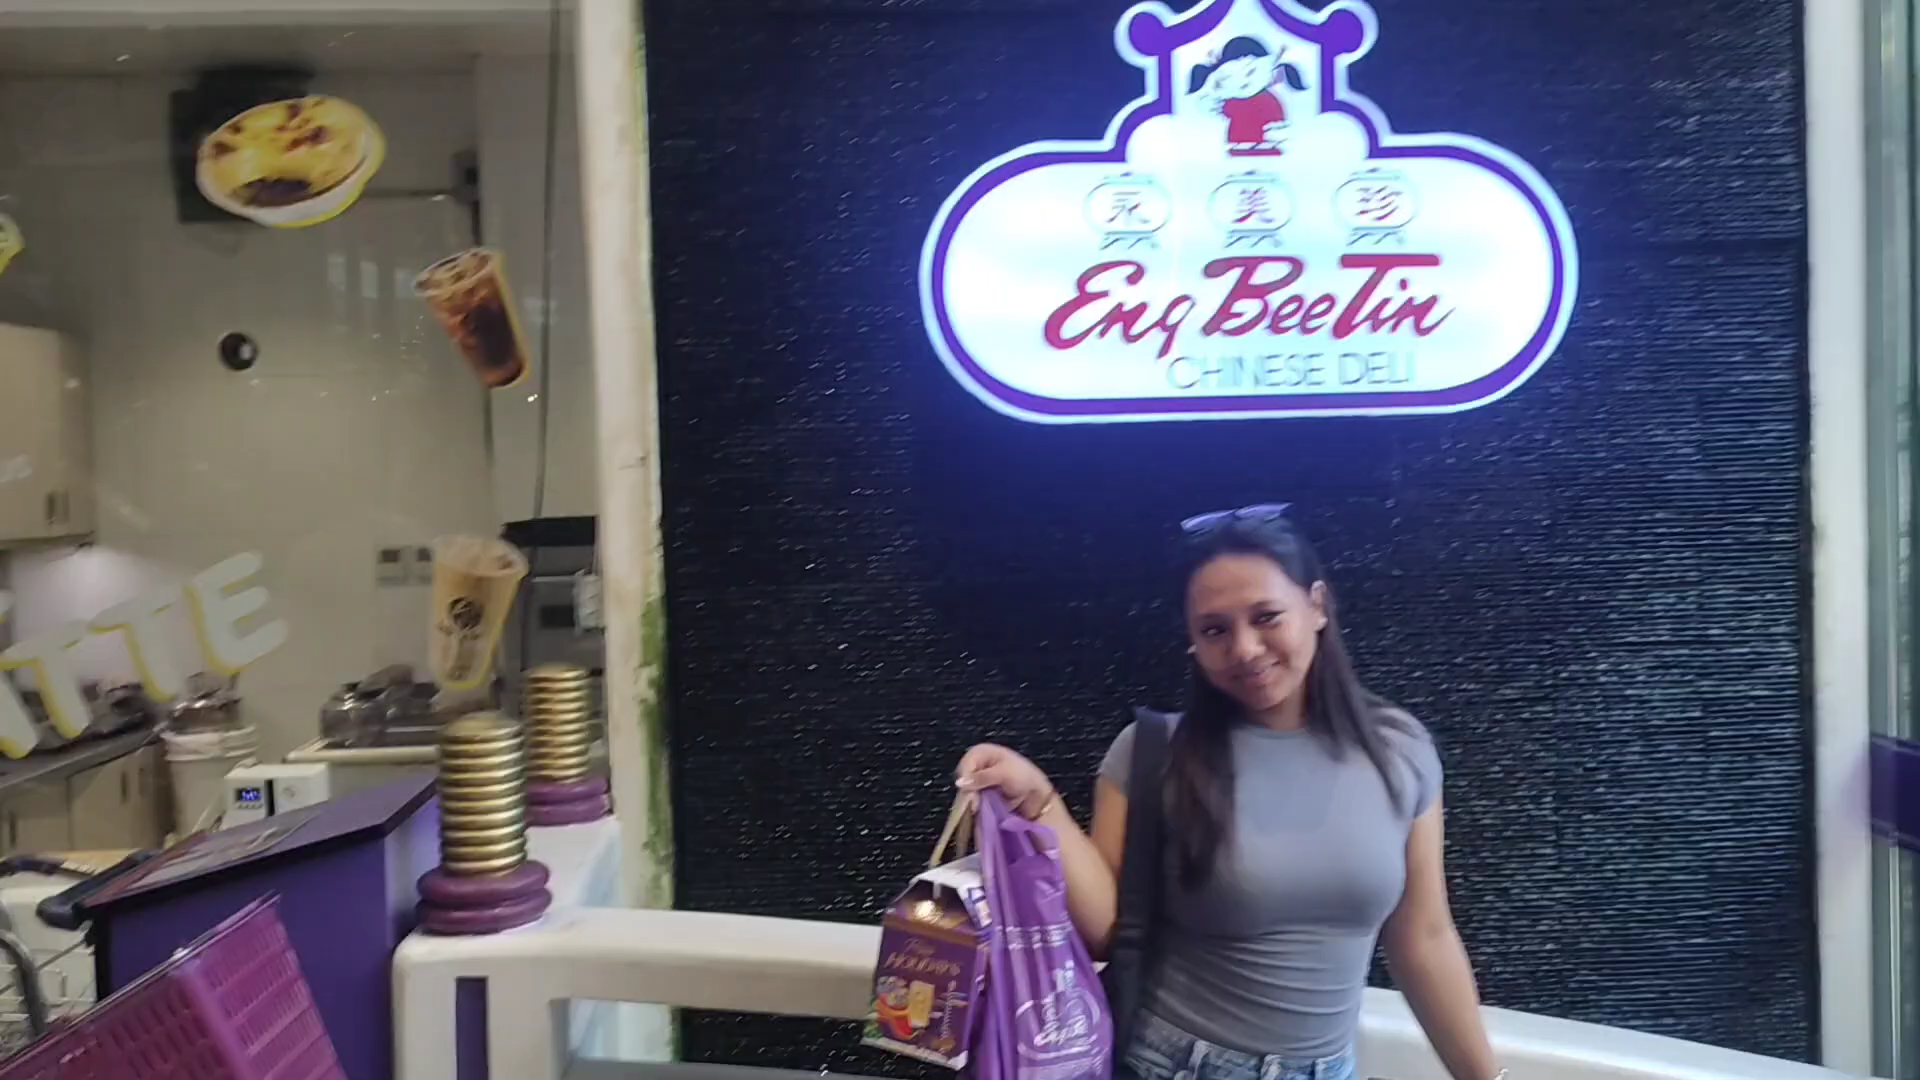 永 美 珍
Eng Bee Tin
CHINESE DELI
TTE
HOLIDAYS